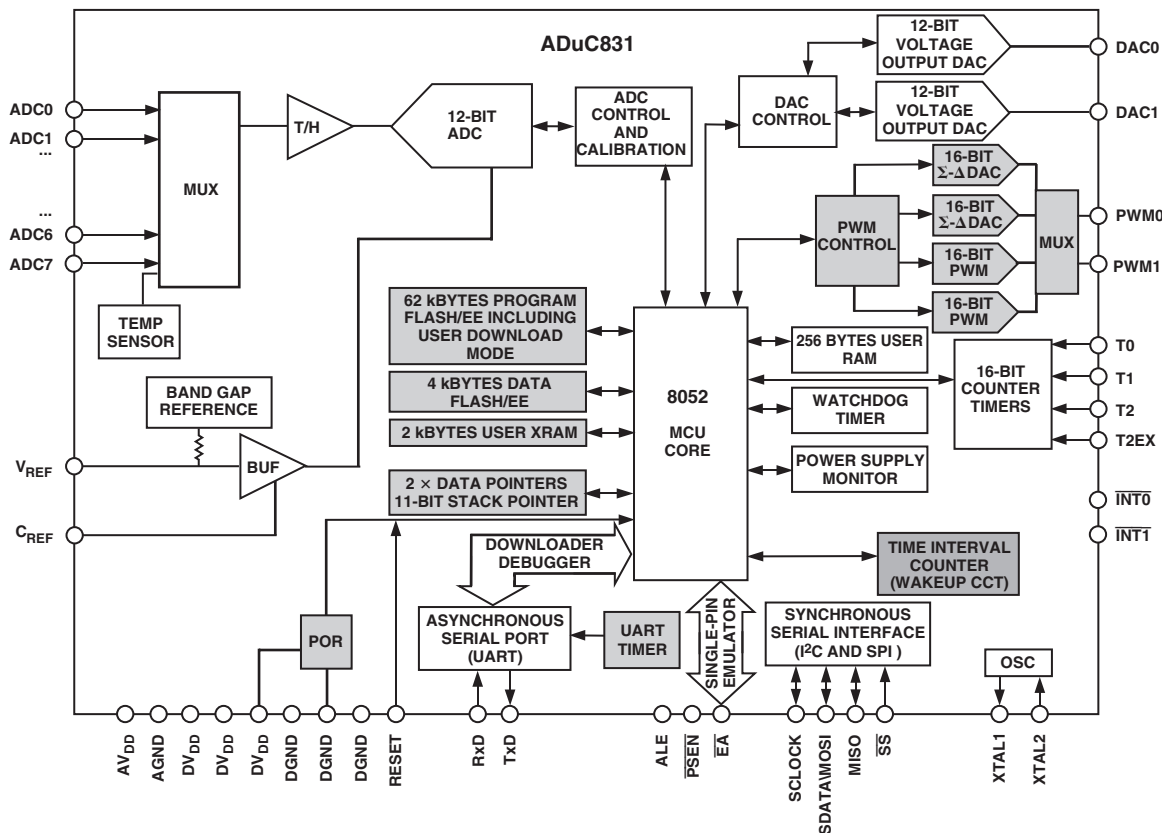 ADuC831
ADC0
ADC1
...
...
ADC6
ADC7
MUX
TEMP
SENSOR
T/H
12-BIT
ADC
ADC
CONTROL
AND
CALIBRATION
DAC
CONTROL
12-BIT
VOLTAGE
OUTPUT DAC
12-BIT
VOLTAGE
OUTPUT DAC
DAC0
DAC1
PWM
CONTROL
16-BIT
Σ-Δ DAC
16-BIT
Σ-Δ DAC
16-BIT
PWM
16-BIT
PWM
MUX
PWM0
PWM1
BAND GAP
REFERENCE
BUF
VREF
CREF
62 kBYTES PROGRAM
FLASH/EE INCLUDING
USER DOWNLOAD
MODE
4 kBYTES DATA
FLASH/EE
2 kBYTES USER XRAM
2 × DATA POINTERS
11-BIT STACK POINTER
8052
MCU
CORE
256 BYTES USER
RAM
WATCHDOG
TIMER
POWER SUPPLY
MONITOR
16-BIT
COUNTER
TIMERS
T0
T1
T2
T2EX
INT0
INT1
TIME INTERVAL
COUNTER
(WAKEUP CCT)
DOWNLOADER
DEBUGGER
POR
ASYNCHRONOUS
SERIAL PORT
(UART)
UART
TIMER
SINGLE-PIN
EMULATOR
SYNCHRONOUS
SERIAL INTERFACE
(I²C AND SPI )
OSC
AVDD
AGND
DVDD
DVDD
DVDD
DGND
DGND
DGND
RESET
RxD
TxD
ALE
PSEN
EA
SCLOCK
SDATA\MOSI
MISO
SS
XTAL1
XTAL2